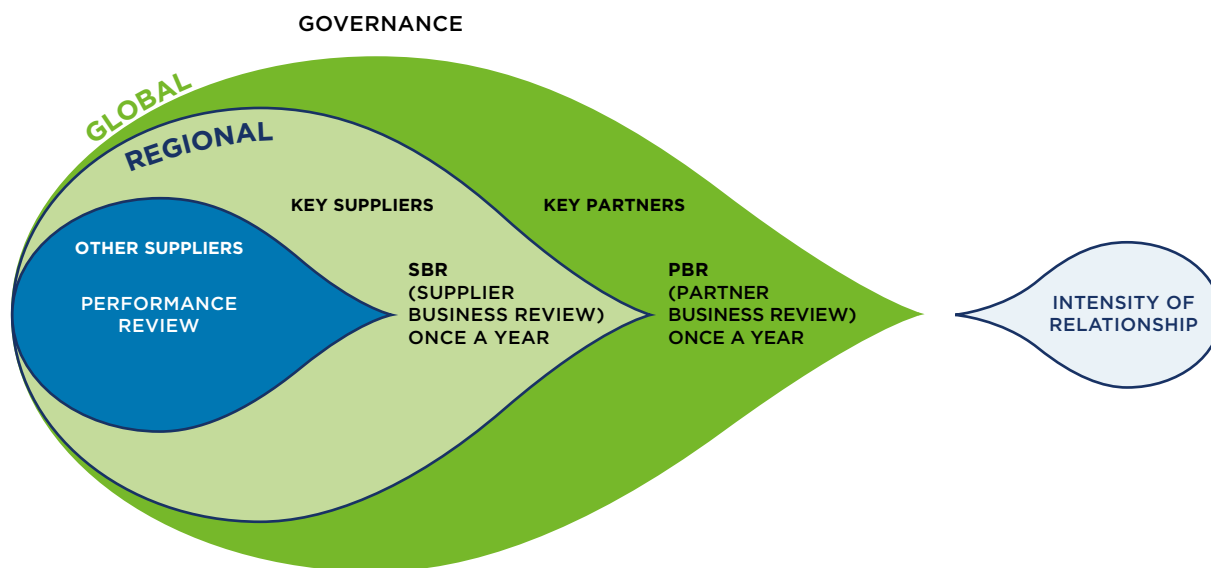 GOVERNANCE
GLOBAL
REGIONAL
KEY SUPPLIERS
KEY PARTNERS
OTHER SUPPLIERS
PERFORMANCE
REVIEW
SBR
(SUPPLIER
BUSINESS REVIEW)
ONCE A YEAR
PBR
(PARTNER
BUSINESS REVIEW)
ONCE A YEAR
INTENSITY OF
RELATIONSHIP